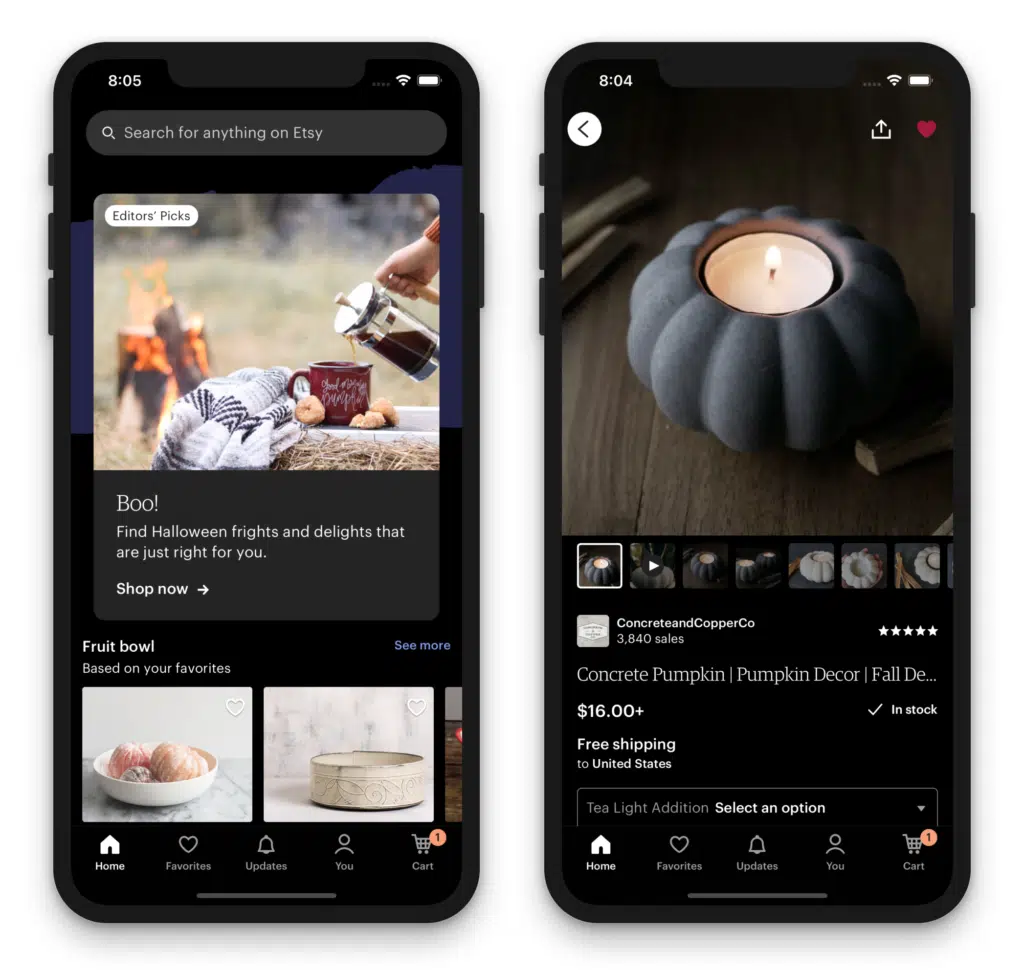 8:05
Search for anything on Etsy
Editors' Picks
good morning
pumpkin
Boo!
Find Halloween frights and delights that
are just right for you.
Shop now →
Fruit bowl
See more
Based on your favorites
Home
Favorites
Updates
You
Cart
1
8:04
ConcreteandCopperCo
3,840 sales
★★★★★
Concrete Pumpkin | Pumpkin Decor | Fall De...
$16.00+
✓ In stock
Free shipping
to United States
Tea Light Addition Select an option
Home
Favorites
Updates
You
Cart
1